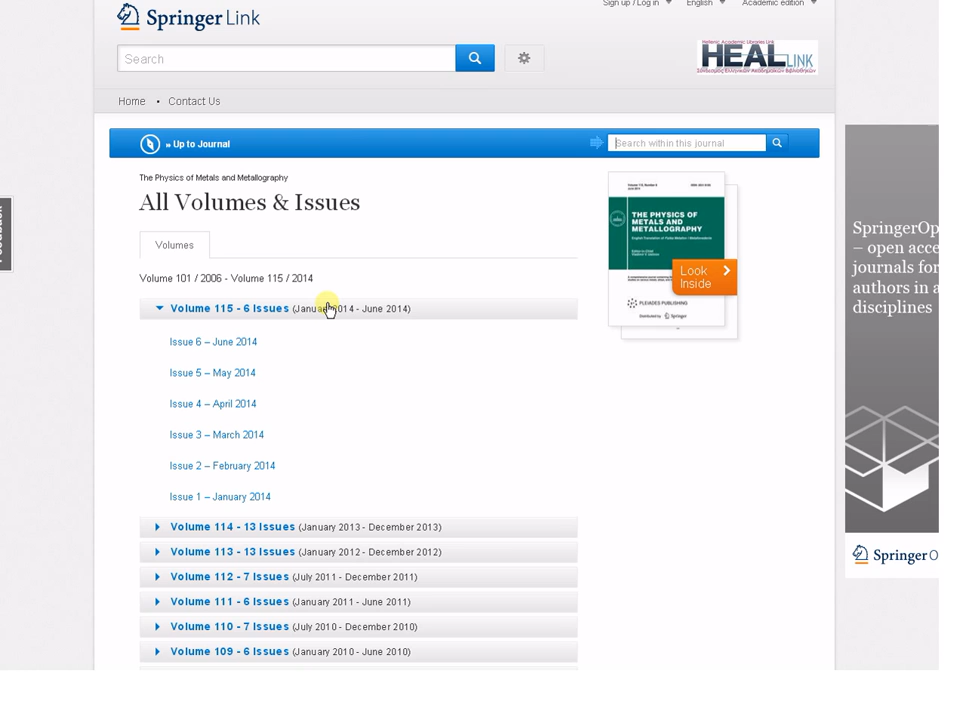 Sign up / Log in English Academic edition
Springer Link
Search
HEAL LINK
Home • Contact Us
» Up to Journal
Search within this journal
The Physics of Metals and Metallography
All Volumes & Issues
Volumes
Volume 101 / 2006 - Volume 115 / 2014
Volume 115 - 6 Issues (January 2014 - June 2014)
Issue 6 – June 2014
Issue 5 – May 2014
Issue 4 – April 2014
Issue 3 – March 2014
Issue 2 – February 2014
Issue 1 – January 2014
Volume 114 - 13 Issues (January 2013 - December 2013)
Volume 113 - 13 Issues (January 2012 - December 2012)
Volume 112 - 7 Issues (July 2011 - December 2011)
Volume 111 - 6 Issues (January 2011 - June 2011)
Volume 110 - 7 Issues (July 2010 - December 2010)
Volume 109 - 6 Issues (January 2010 - June 2010)
THE PHYSICS OF
METALS AND
METALLOGRAPHY
Look
Inside
PLEIADES PUBLISHING
Springer
SpringerOp
– open acce
journals for
authors in a
disciplines
Springer O
Feedback